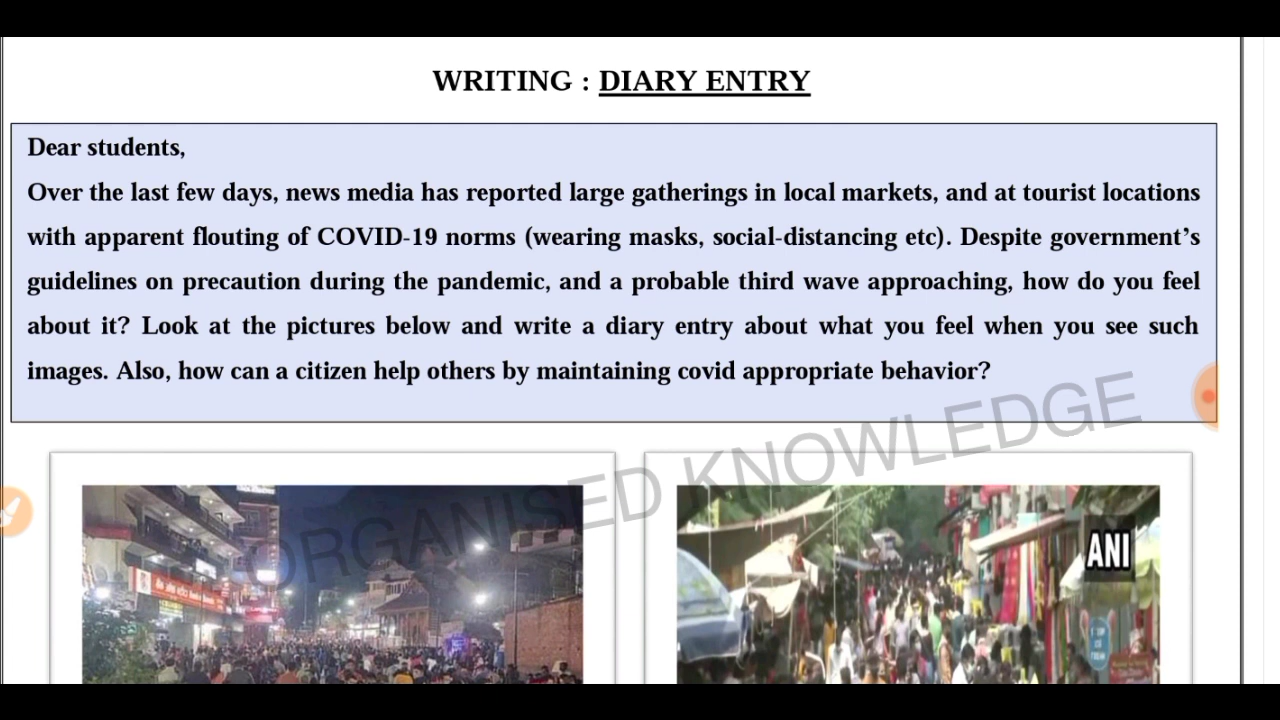 WRITING : DIARY ENTRY
Dear students,
Over the last few days, news media has reported large gatherings in local markets, and at tourist locations
with apparent flouting of COVID-19 norms (wearing masks, social-distancing etc). Despite government's
guidelines on precaution during the pandemic, and a probable third wave approaching, how do you feel
about it? Look at the pictures below and write a diary entry about what you feel when you see such
images. Also, how can a citizen help others by maintaining covid appropriate behavior?
ORGANISED KNOWLEDGE
ANI